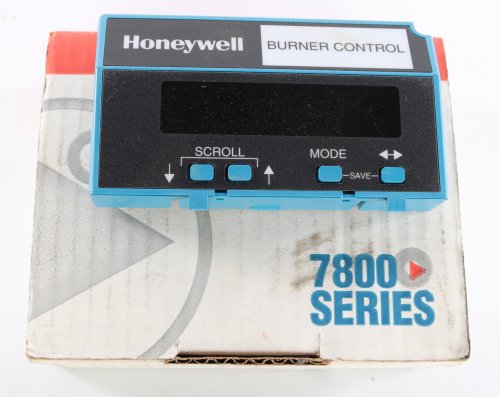 Honeywell
BURNER CONTROL
SCROLL
MODE
SAVE
7800
SERIES